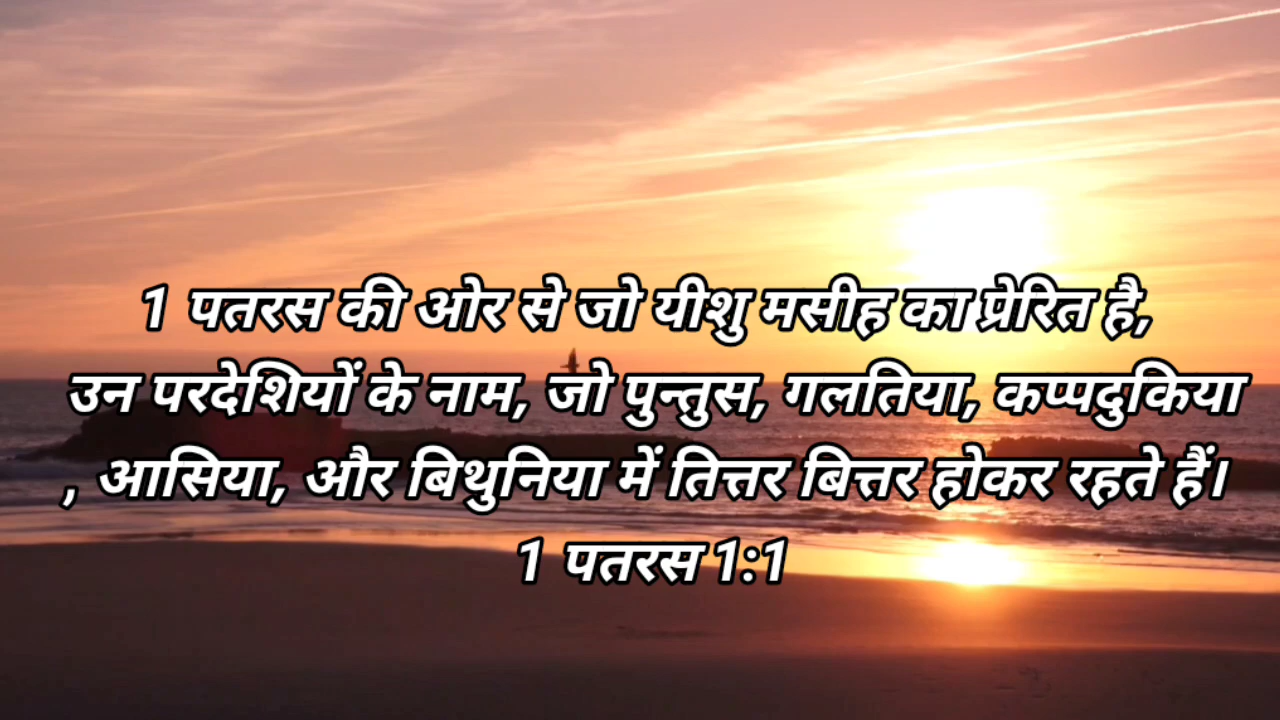 1 पतरस की ओर से जो यीशु मसीह का प्रेरित है,
उन परदेशियों के नाम, जो पुन्तुस, गलतिया, कप्पदुकिया
, आसिया, और बिथुनिया में तित्तर बित्तर होकर रहते हैं।
1 पतरस 1:1